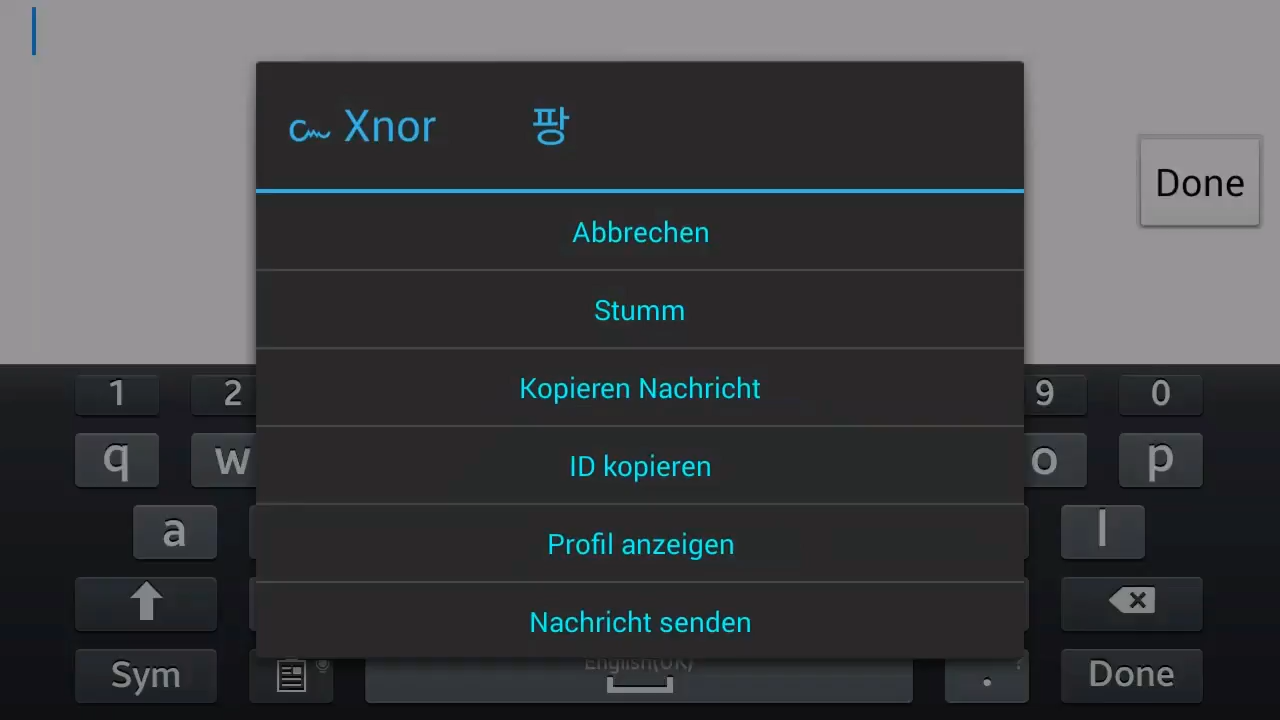 Xnor 팡
Done
Abbrechen
Stumm
Kopieren Nachricht
ID kopieren
Profil anzeigen
Nachricht senden
1 2 9 0
q w o p
a l
Sym English(UK) . ? Done